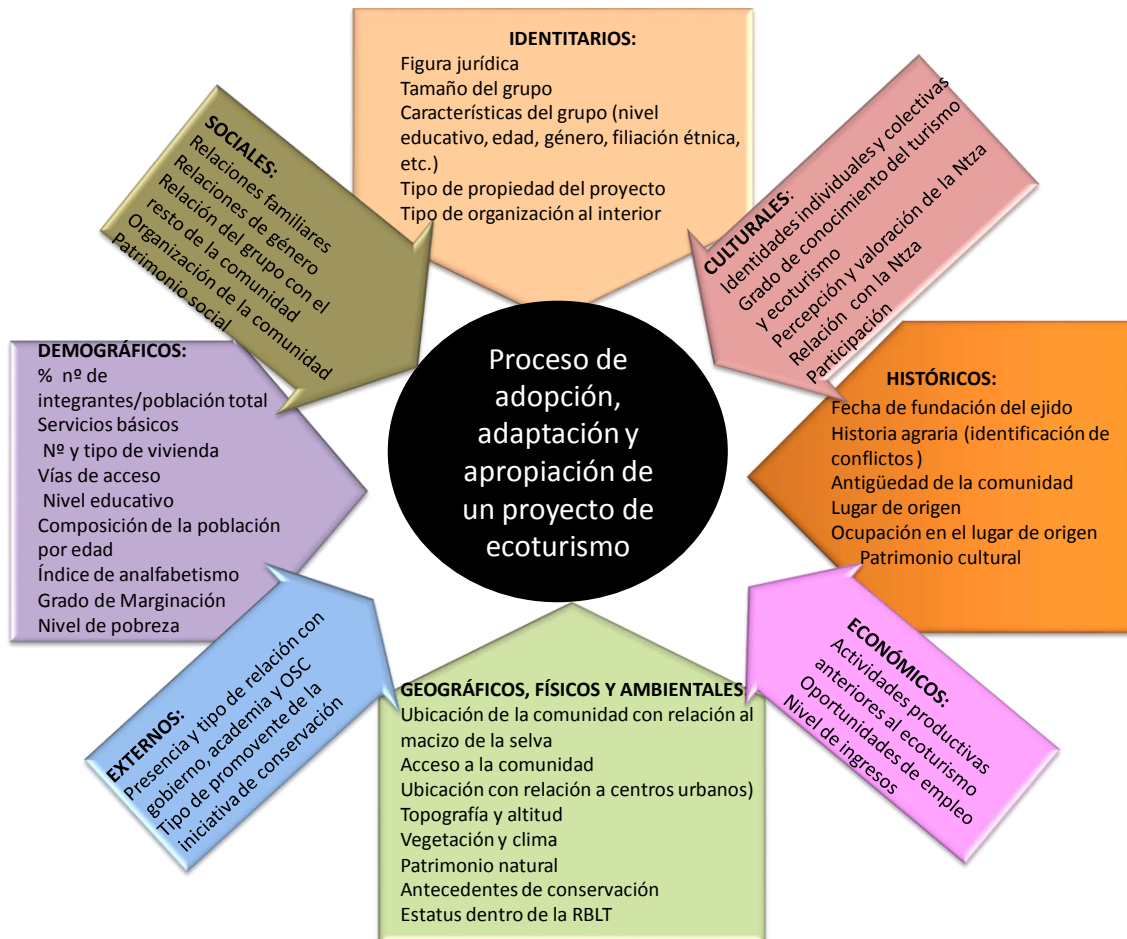 IDENTITARIOS:
Figura jurídica
Tamaño del grupo
Características del grupo (nivel
educativo, edad, género, filiación étnica,
etc.)
Tipo de propiedad del proyecto
Tipo de organización al interior
SOCIALES:
Relaciones familiares
Relaciones de género
Relación del grupo con el
resto de la comunidad
Organización de la comunidad
Patrimonio social
CULTURALES:
Identidades individuales y colectivas
Grado de conocimiento del turismo
y ecoturismo
Percepción y valoración de la Ntza
Relación con la Ntza
Participación
DEMOGRÁFICOS:
% nº de
integrantes/población total
Servicios básicos
Nº y tipo de vivienda
Vías de acceso
Nivel educativo
Composición de la población
por edad
Índice de analfabetismo
Grado de Marginación
Nivel de pobreza
Proceso de
adopción,
adaptación y
apropiación de
un proyecto de
ecoturismo
HISTÓRICOS:
Fecha de fundación del ejido
Historia agraria (identificación de
conflictos )
Antigüedad de la comunidad
Lugar de origen
Ocupación en el lugar de origen
Patrimonio cultural
EXTERNOS:
Presencia y tipo de relación con
gobierno, academia y OSC
Tipo de promovente de la
iniciativa de conservación
GEOGRÁFICOS, FÍSICOS Y AMBIENTALES:
Ubicación de la comunidad con relación al
macizo de la selva
Acceso a la comunidad
Ubicación con relación a centros urbanos)
Topografía y altitud
Vegetación y clima
Patrimonio natural
Antecedentes de conservación
Estatus dentro de la RBLT
ECONÓMICOS:
Actividades productivas
anteriores al ecoturismo
Oportunidades de empleo
Nivel de ingresos